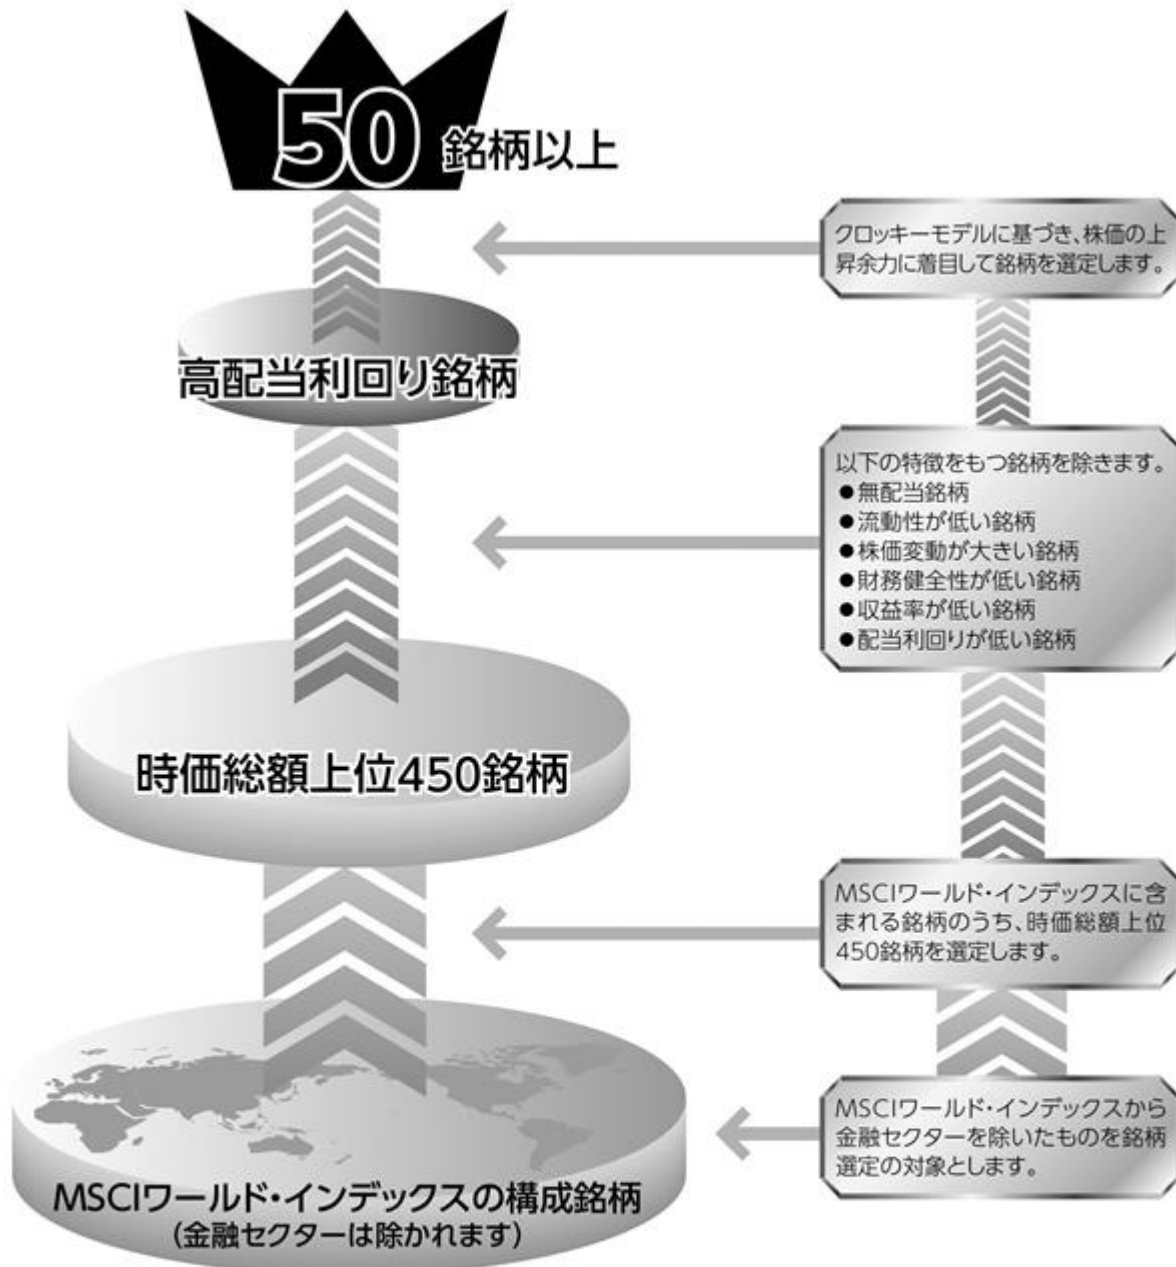 50 銘柄以上
クロッキーモデルに基づき、株価の上
昇余力に着目して銘柄を選定します。
高配当利回り銘柄
以下の特徴をもつ銘柄を除きます。
●無配当銘柄
●流動性が低い銘柄
●株価変動が大きい銘柄
●財務健全性が低い銘柄
●収益率が低い銘柄
●配当利回りが低い銘柄
時価総額上位450銘柄
MSCIワールド・インデックスに含
まれる銘柄のうち、時価総額上位
450銘柄を選定します。
MSCIワールド・インデックスから
金融セクターを除いたものを銘柄
選定の対象とします。
MSCIワールド・インデックスの構成銘柄
(金融セクターは除かれます)